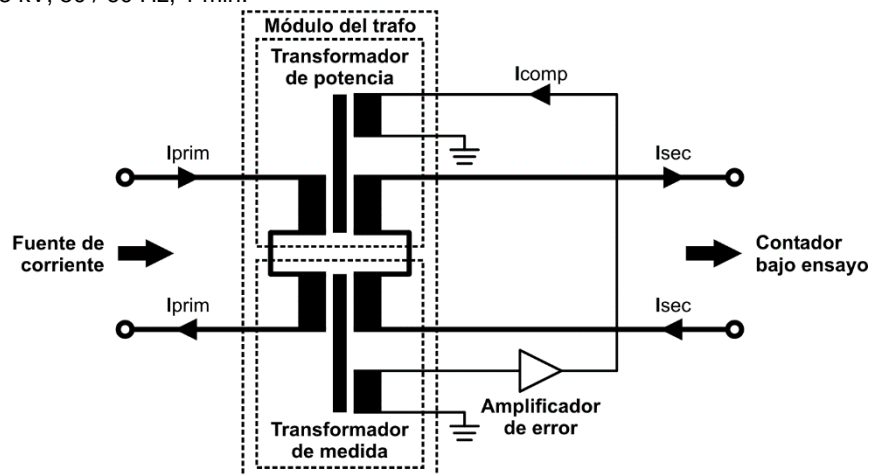 Módulo del trafo
Transformador
de potencia
Icomp
Iprim
Isec
Fuente de
corriente
Contador
bajo ensayo
Iprim
Isec
Amplificador
de error
Transformador
de medida